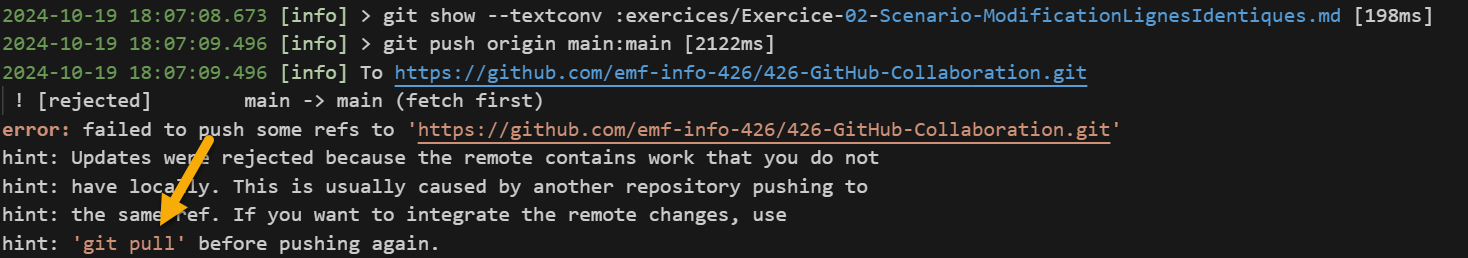 2024-10-19 18:07:08.673 [info] > git show --textconv :exercices/Exercice-02-Scenario-ModificationLignesIdentiques.md [198ms]
2024-10-19 18:07:09.496 [info] > git push origin main:main [2122ms]
2024-10-19 18:07:09.496 [info] To https://github.com/emf-info-426/426-GitHub-Collaboration.git
! [rejected]        main -> main (fetch first)
error: failed to push some refs to 'https://github.com/emf-info-426/426-GitHub-Collaboration.git'
hint: Updates were rejected because the remote contains work that you do not
hint: have locally. This is usually caused by another repository pushing to
hint: the same ref. If you want to integrate the remote changes, use
hint: 'git pull' before pushing again.